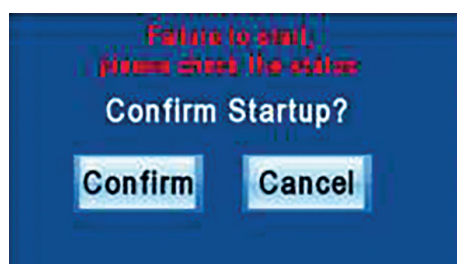 Failure to start,
please check the status
Confirm Startup?
Confirm
Cancel